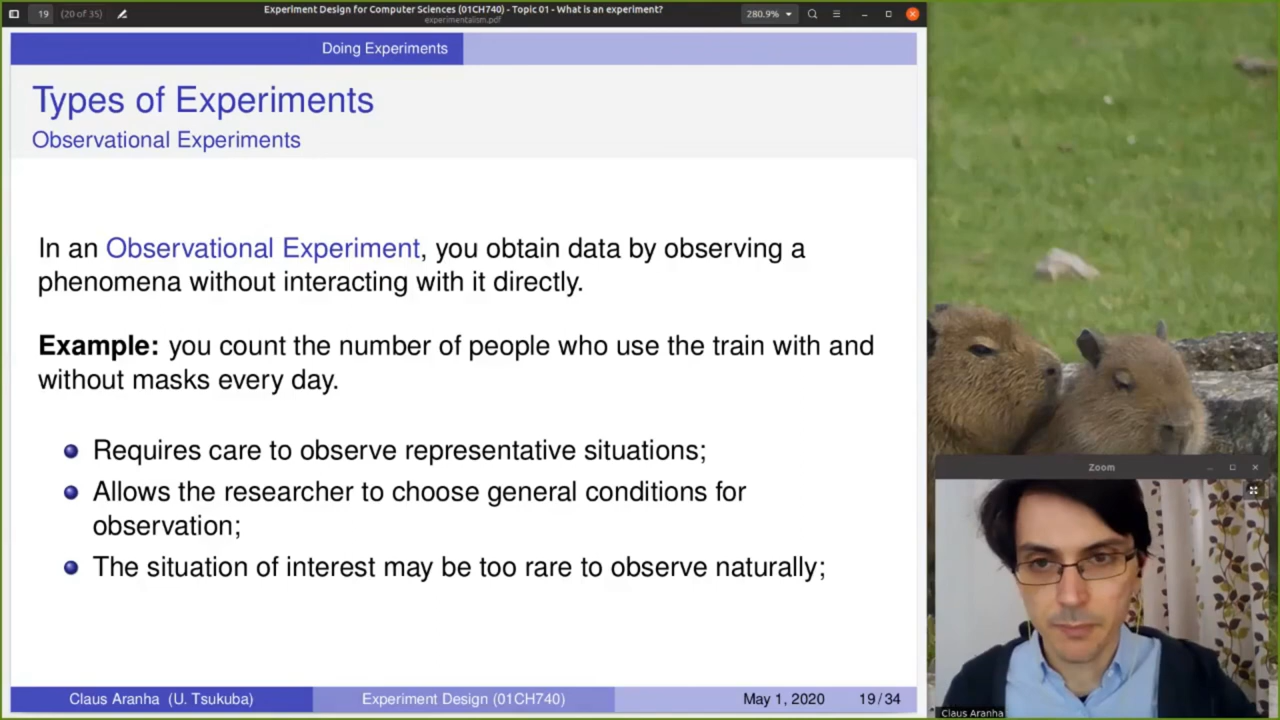 19 (20 of 35) Experiment Design for Computer Sciences (01CH740) - Topic 01 - What is an experiment? 280.9%
experimentalism.pdf
Doing Experiments
Types of Experiments
Observational Experiments
In an Observational Experiment, you obtain data by observing a
phenomena without interacting with it directly.
Example: you count the number of people who use the train with and
without masks every day.
Requires care to observe representative situations;
Allows the researcher to choose general conditions for
observation;
The situation of interest may be too rare to observe naturally;
Claus Aranha (U. Tsukuba) Experiment Design (01CH740) May 1, 2020 19/34
Zoom
Claus Aranha